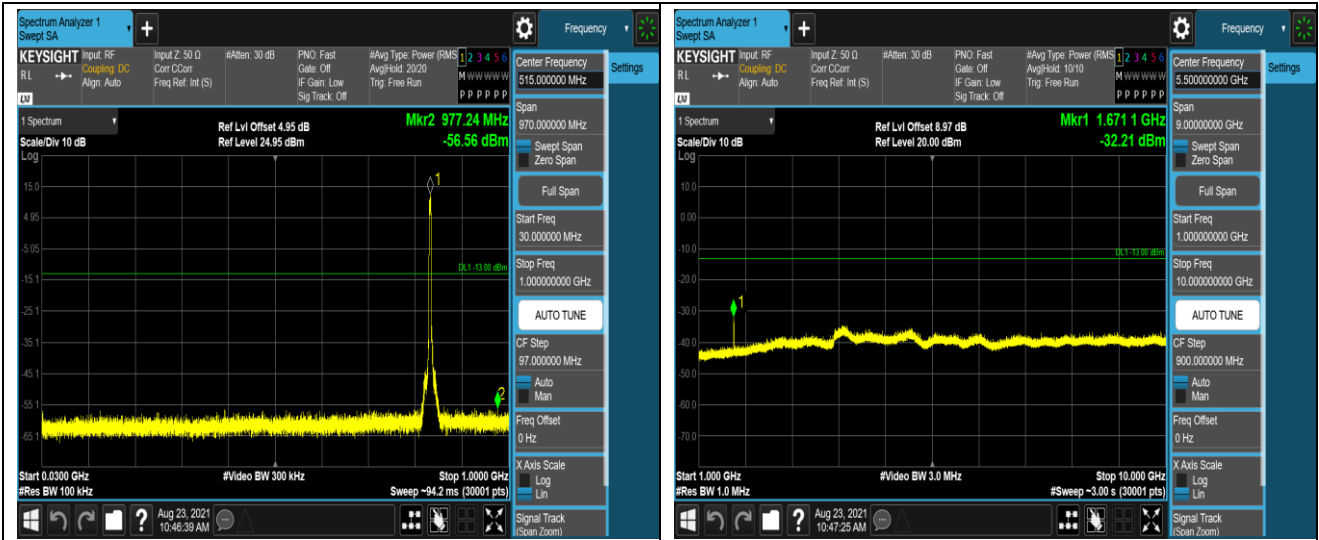 Spectrum Analyzer 1
Swept SA
+
Frequency
KEYSIGHT
Input: RF
Input Z: 50 Ω
#Atten: 30 dB
PNO: Fast
#Avg Type: Power (RMS
1 2 3 4 5 6
RL
Coupling: DC
Corr CCorr
Gate: Off
Avg|Hold: 20/20
M W W W W W
Align: Auto
Freq Ref: Int (S)
IF Gain: Low
Trig: Free Run
Sig Track: Off
P P P P P P
LXI
1 Spectrum
Scale/Div 10 dB
Ref Lvl Offset 4.95 dB
Ref Level 24.95 dBm
Mkr2 977.24 MHz
-56.56 dBm
Log
15.0
4.95
-5.05
-15.1
-25.1
-35.1
-45.1
-55.1
-65.1
1
DL1 -13.00 dBm
2
Start 0.0300 GHz
#Video BW 300 kHz
Stop 1.0000 GHz
#Res BW 100 kHz
Sweep ~94.2 ms (30001 pts)
Center Frequency
515.000000 MHz
Settings
Span
970.000000 MHz
Swept Span
Zero Span
Full Span
Start Freq
30.000000 MHz
Stop Freq
1.000000000 GHz
AUTO TUNE
CF Step
97.000000 MHz
Auto
Man
Freq Offset
0 Hz
X Axis Scale
Log
Lin
Signal Track
(Span Zoom)
?
Aug 23, 2021
10:46:39 AM
Spectrum Analyzer 1
Swept SA
+
Frequency
KEYSIGHT
Input: RF
Input Z: 50 Ω
#Atten: 30 dB
PNO: Fast
#Avg Type: Power (RMS
1 2 3 4 5 6
RL
Coupling: DC
Corr CCorr
Gate: Off
Avg|Hold: 10/10
M W W W W W
Align: Auto
Freq Ref: Int (S)
IF Gain: Low
Trig: Free Run
Sig Track: Off
P P P P P P
LXI
1 Spectrum
Scale/Div 10 dB
Ref Lvl Offset 8.97 dB
Ref Level 20.00 dBm
Mkr1 1.671 1 GHz
-32.21 dBm
Log
10.0
0.00
-10.0
-20.0
-30.0
-40.0
-50.0
-60.0
-70.0
DL1 -13.00 dBm
1
Start 1.000 GHz
#Video BW 3.0 MHz
Stop 10.000 GHz
#Res BW 1.0 MHz
#Sweep ~3.00 s (30001 pts)
Center Frequency
5.500000000 GHz
Settings
Span
9.00000000 GHz
Swept Span
Zero Span
Full Span
Start Freq
1.000000000 GHz
Stop Freq
10.000000000 GHz
AUTO TUNE
CF Step
900.000000 MHz
Auto
Man
Freq Offset
0 Hz
X Axis Scale
Log
Lin
Signal Track
(Span Zoom)
?
Aug 23, 2021
10:47:25 AM